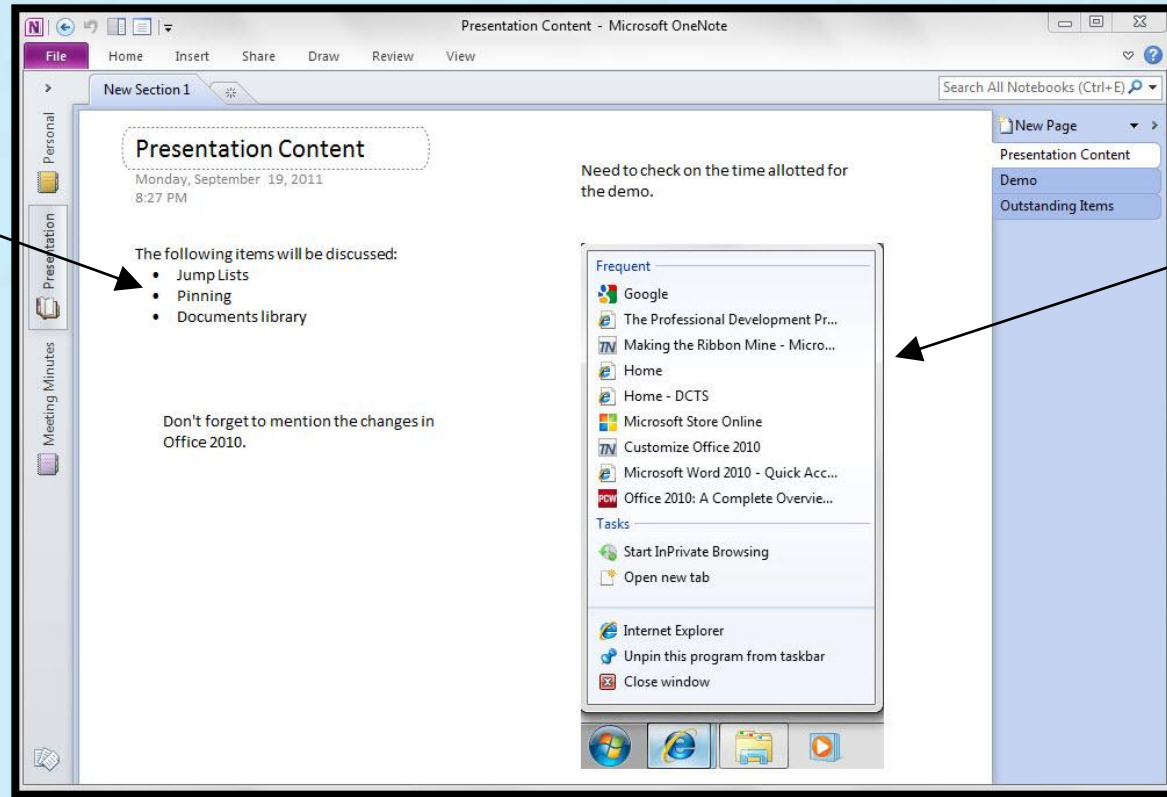 Presentation Content - Microsoft OneNote
File Home Insert Share Draw Review View
New Section 1
Search All Notebooks (Ctrl+E)
Personal
Presentation
Meeting Minutes
Presentation Content
Monday, September 19, 2011
8:27 PM
The following items will be discussed:
• Jump Lists
• Pinning
• Documents library
Don't forget to mention the changes in
Office 2010.
Need to check on the time allotted for
the demo.
Frequent
Google
The Professional Development Pr...
TN Making the Ribbon Mine - Micro...
Home
Home - DCTS
Microsoft Store Online
TN Customize Office 2010
Microsoft Word 2010 - Quick Acc...
PCW Office 2010: A Complete Overvie...
Tasks
Start InPrivate Browsing
Open new tab
Internet Explorer
Unpin this program from taskbar
Close window
New Page
Presentation Content
Demo
Outstanding Items